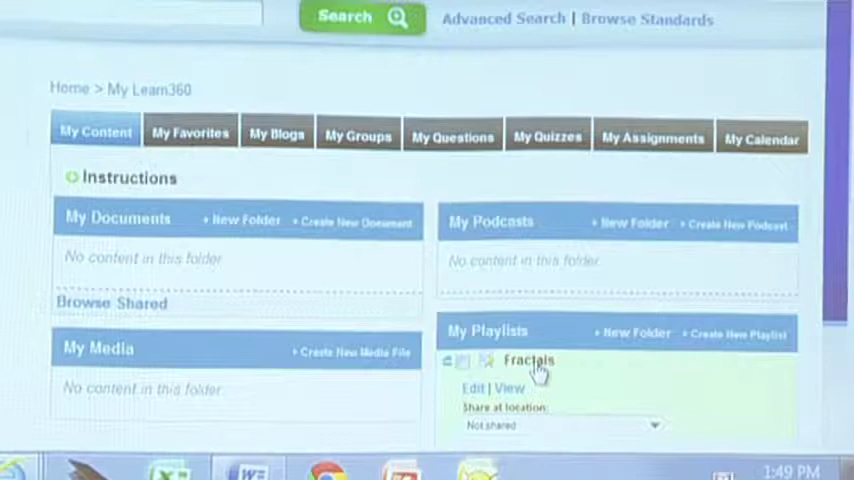 Search
Advanced Search | Browse Standards
Home > My Learn360
My Content
My Favorites
My Blogs
My Groups
My Questions
My Quizzes
My Assignments
My Calendar
Instructions
My Documents + New Folder + Create New Document
No content in this folder.
Browse Shared
My Media + Create New Media File
No content in this folder.
My Podcasts + New Folder + Create New Podcast
No content in this folder.
My Playlists + New Folder + Create New Playlist
Fractals
Edit | View
Share at location:
Not shared
1:49 PM